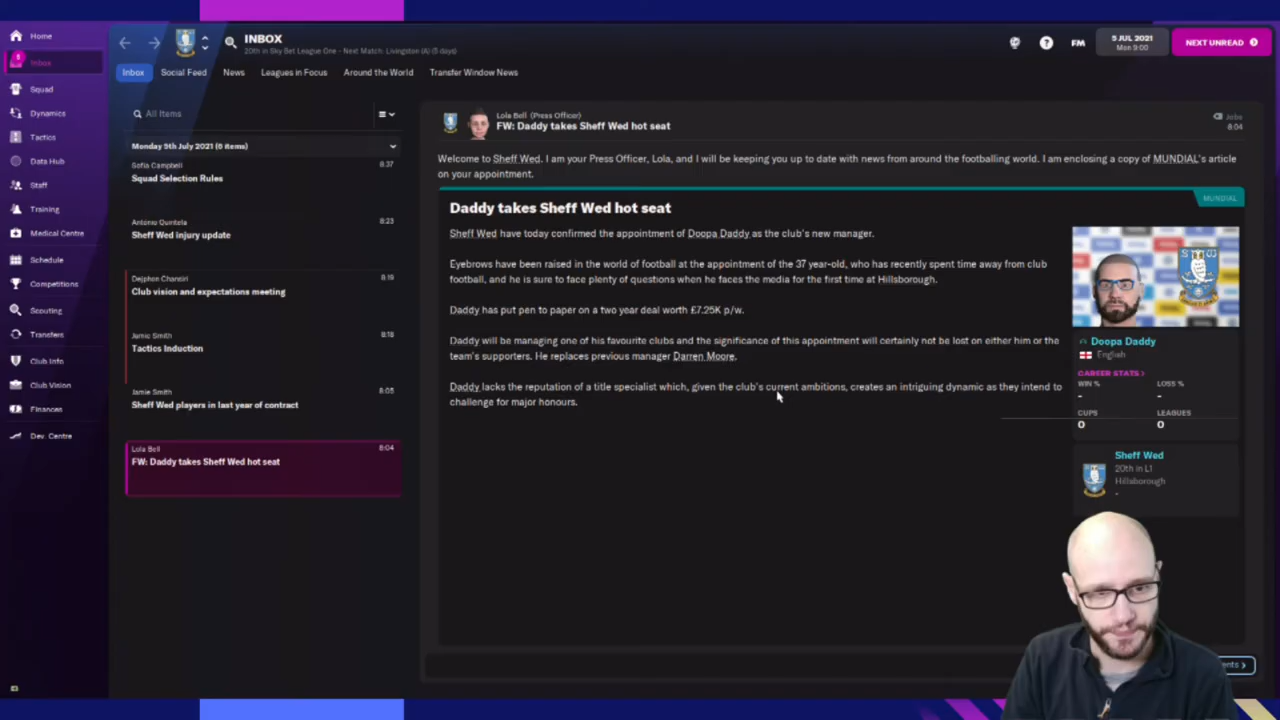 Home
Inbox
Squad
Dynamics
Tactics
Data Hub
Staff
Training
Medical Centre
Schedule
Competitions
Scouting
Transfers
Club Info
Club Vision
Finances
Dev. Centre
INBOX
20th in Sky Bet League One - Next Match: Livingston (A) (5 days)
FM
5 JUL 2021
Mon 9:00
NEXT UNREAD
Inbox
Social Feed
News
Leagues in Focus
Around the World
Transfer Window News
All Items
Monday 5th July 2021 (6 items)
Sofia Campbell 8:37
Squad Selection Rules
António Quintela 8:23
Sheff Wed injury update
Dejphon Chansiri 8:19
Club vision and expectations meeting
Jamie Smith 8:18
Tactics Induction
Jamie Smith 8:05
Sheff Wed players in last year of contract
Lola Bell 8:04
FW: Daddy takes Sheff Wed hot seat
Lola Bell (Press Officer)
FW: Daddy takes Sheff Wed hot seat
Jobs
8:04
Welcome to Sheff Wed. I am your Press Officer, Lola, and I will be keeping you up to date with news from around the footballing world. I am enclosing a copy of MUNDIAL's article
on your appointment.
MUNDIAL
Daddy takes Sheff Wed hot seat
Sheff Wed have today confirmed the appointment of Doopa Daddy as the club's new manager.
Eyebrows have been raised in the world of football at the appointment of the 37 year-old, who has recently spent time away from club
football, and he is sure to face plenty of questions when he faces the media for the first time at Hillsborough.
Daddy has put pen to paper on a two year deal worth £7.25K p/w.
Daddy will be managing one of his favourite clubs and the significance of this appointment will certainly not be lost on either him or the
team's supporters. He replaces previous manager Darren Moore.
Daddy lacks the reputation of a title specialist which, given the club's current ambitions, creates an intriguing dynamic as they intend to
challenge for major honours.
Doopa Daddy
English
CAREER STATS >
WIN % LOSS %
- -
CUPS LEAGUES
0 0
Sheff Wed
20th in L1
Hillsborough
-